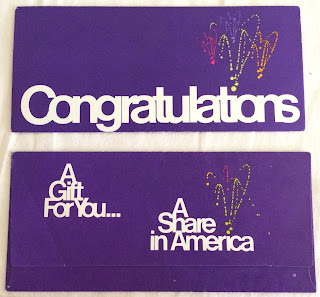 Congratulations
A
Gift
For You...
A
Share
in America